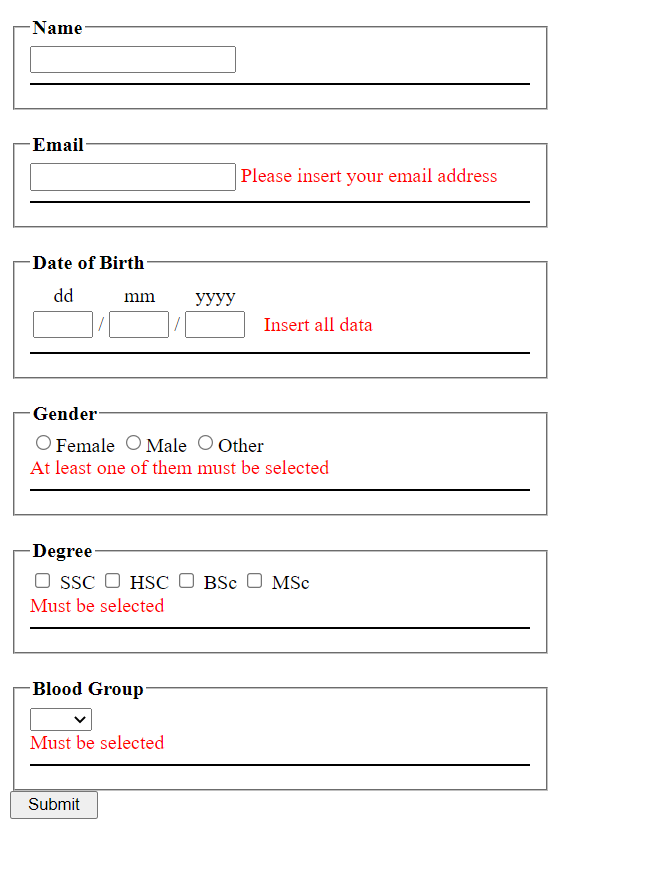 Name
Email
Please insert your email address
Date of Birth
dd mm yyyy
/ / Insert all data
Gender
Female Male Other
At least one of them must be selected
Degree
SSC HSC BSc MSc
Must be selected
Blood Group
Must be selected
Submit